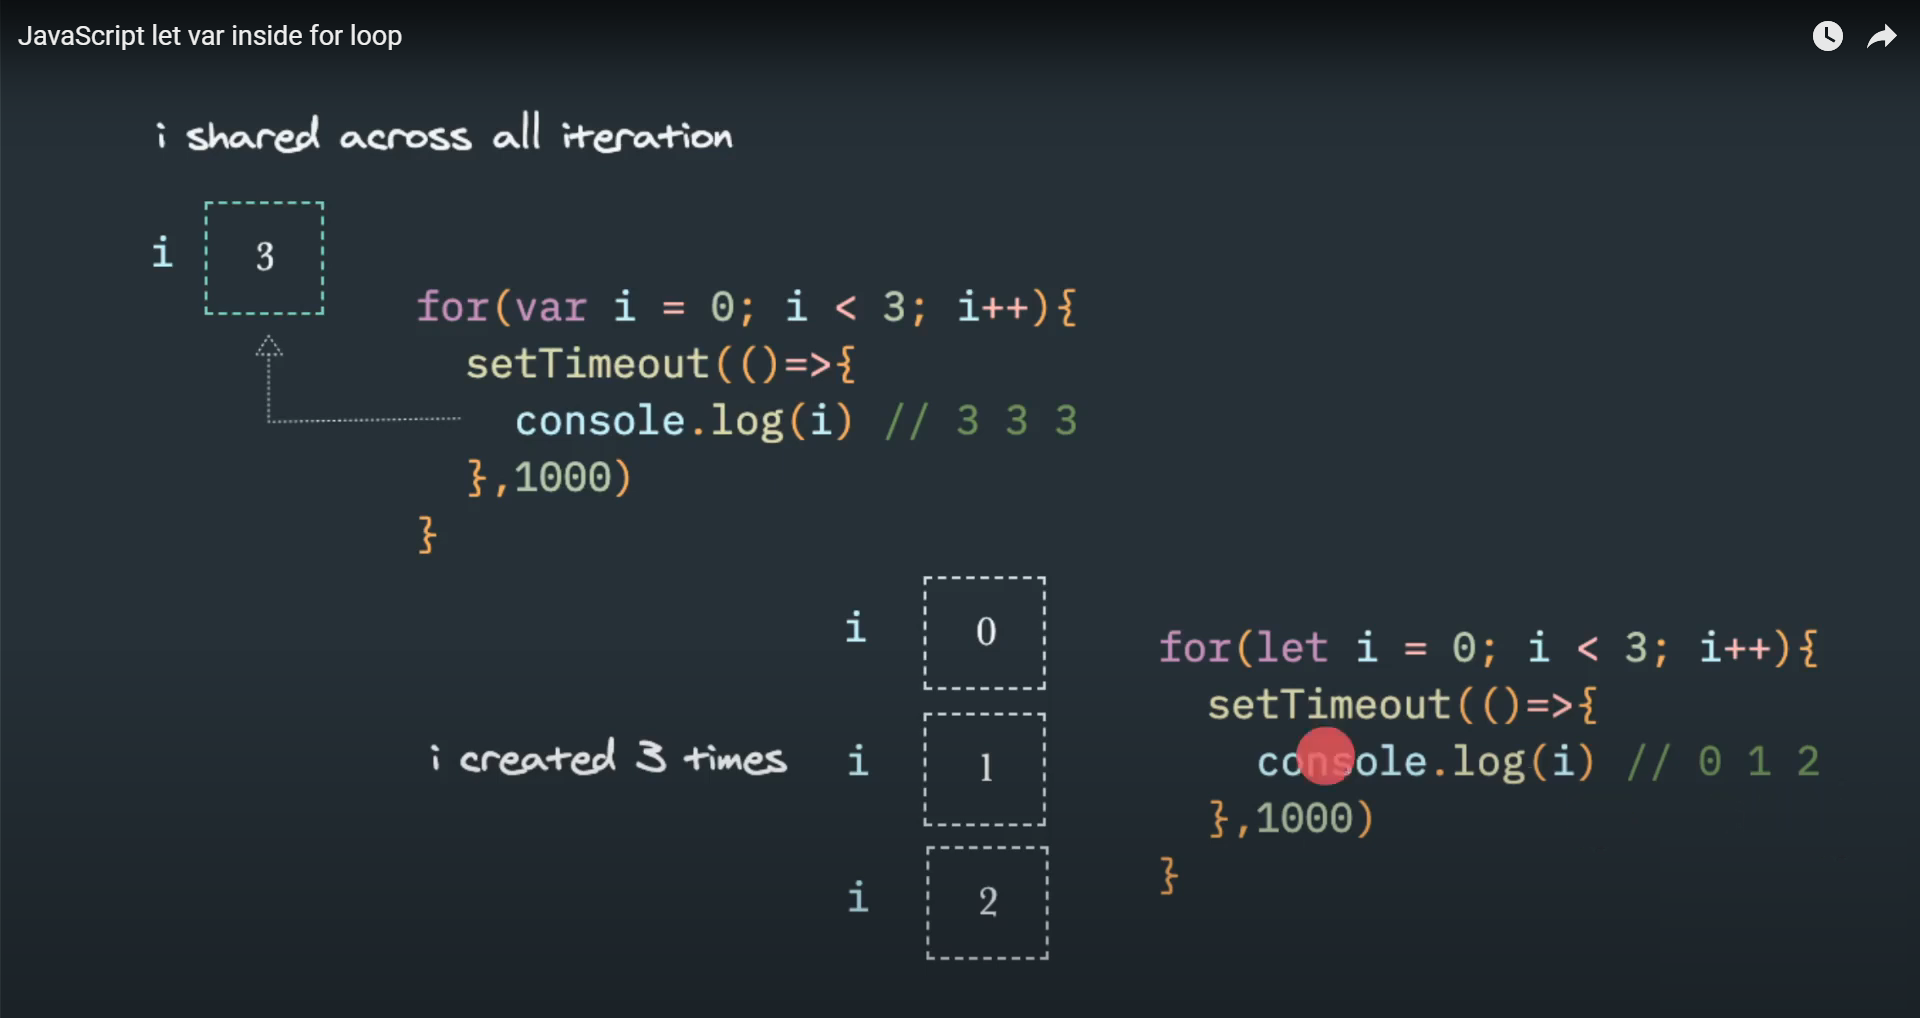 JavaScript let var inside for loop
i shared across all iteration
i
3
for(var i = 0; i < 3; i++){
setTimeout(()=>{
console.log(i) // 3 3 3
},1000)
}
i
0
i created 3 times
i
1
i
2
for(let i = 0; i < 3; i++){
setTimeout(()=>{
console.log(i) // 0 1 2
},1000)
}